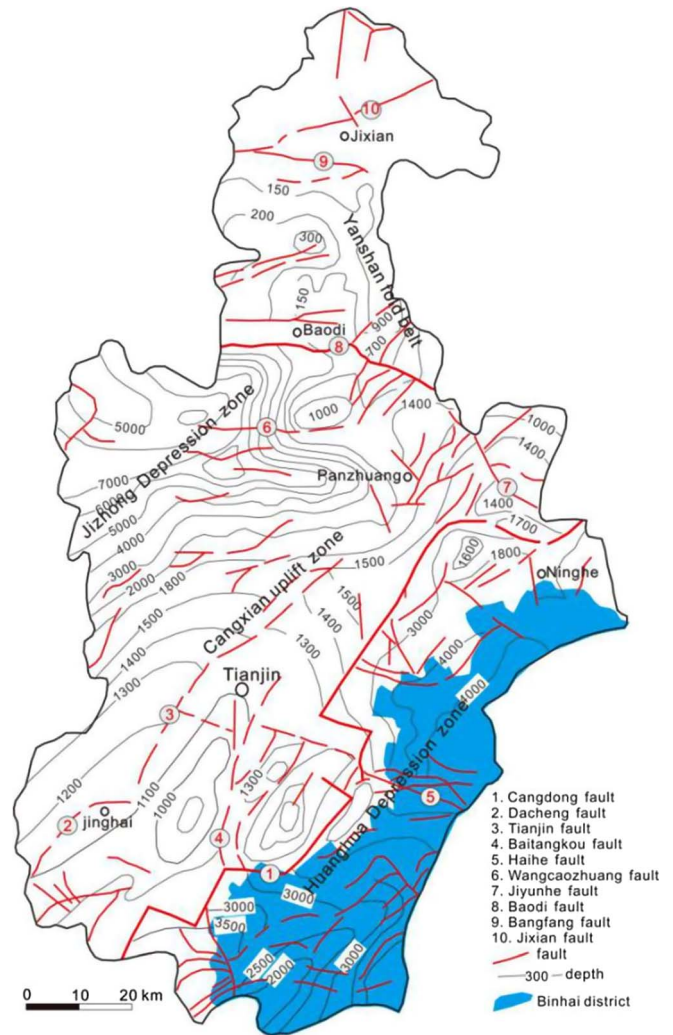 10
Jixian
9
150
200
300
Yanshan fold belt
150
Baodi
900
8
700
5000
1000
1400
1000
6
1400
Jizhong Depression zone
Panzhuang
7000
7
6000
1400
5000
1700
4000
1600
1800
3000
1500
Ninghe
2000
1800
Cangxian uplift zone
1500
3000
1500
1400
1400
1300
4000
1300
Tianjin
4000
3
Huanghua Depression zone
1200
1100
1300
1000
5
2
jinghai
4
1
3000
3000
3500
2500
2000
3000
1. Cangdong fault
2. Dacheng fault
3. Tianjin fault
4. Baitangkou fault
5. Haihe fault
6. Wangcaozhuang fault
7. Jiyunhe fault
8. Baodi fault
9. Bangfang fault
10. Jixian fault
fault
300 depth
Binhai district
0 10 20 km